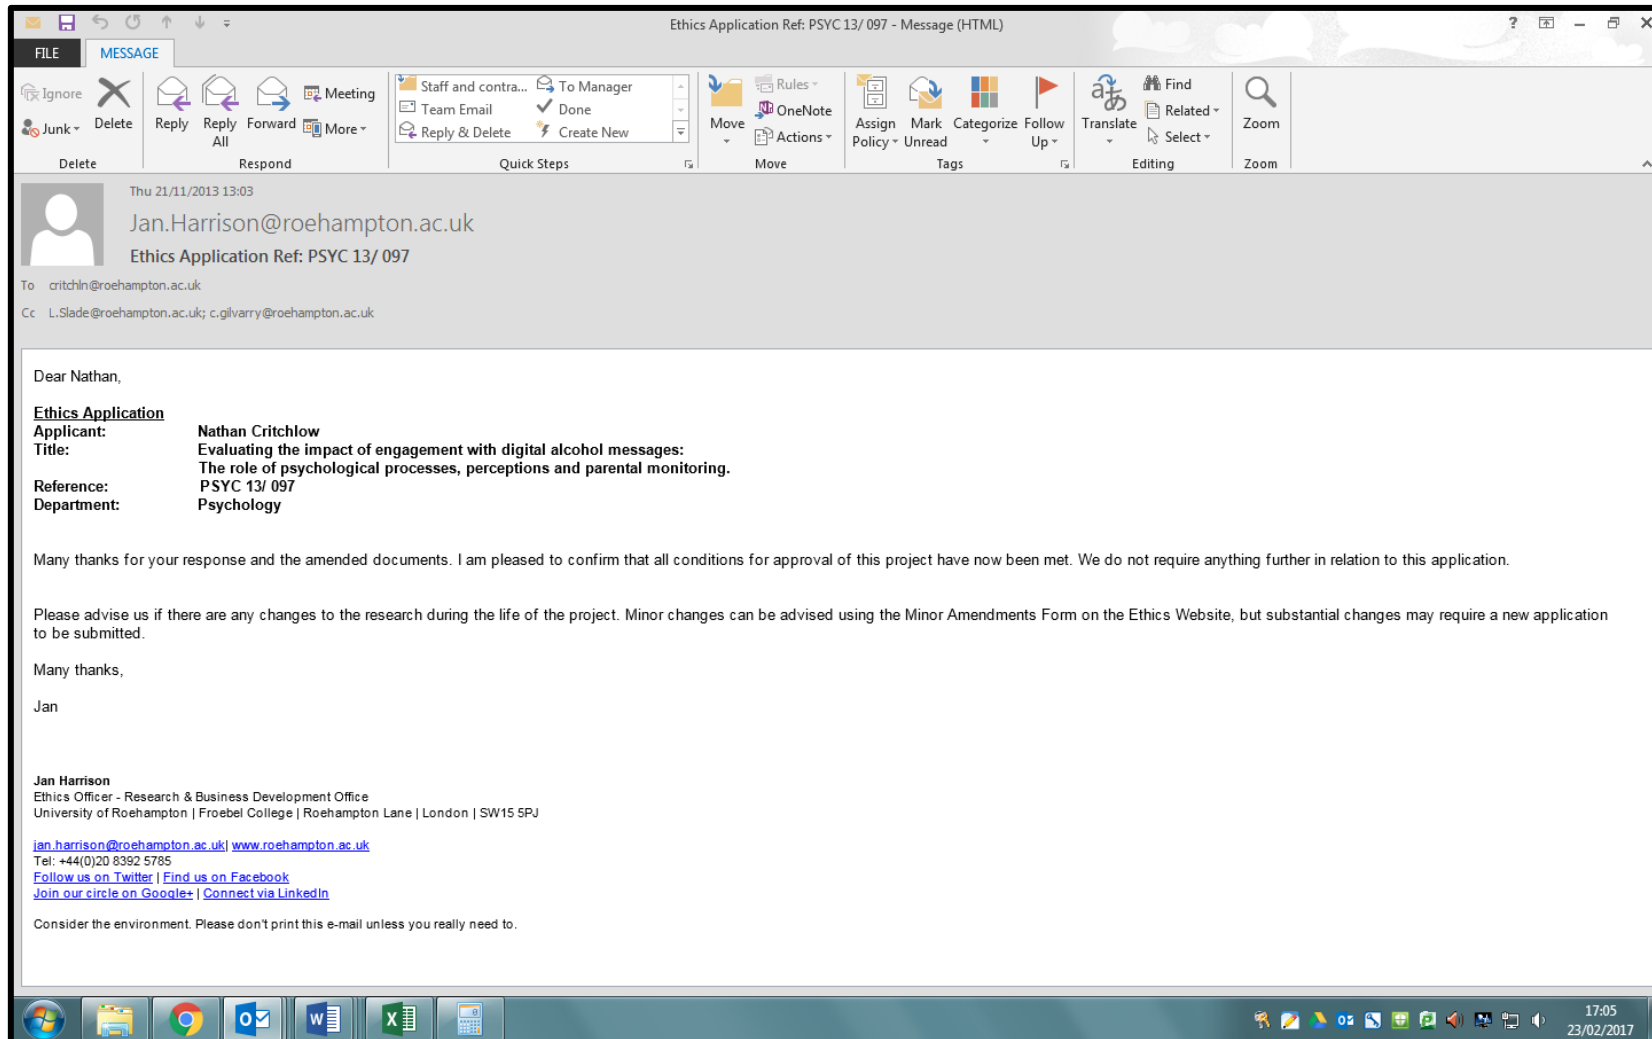 Ethics Application Ref: PSYC 13/ 097 - Message (HTML)
FILE MESSAGE
Ignore
Junk
Delete
Reply
Reply All
Forward
Meeting
More
Staff and contra... To Manager
Team Email Done
Reply & Delete Create New
Move
Rules
OneNote
Actions
Assign Policy
Mark Unread
Categorize
Follow Up
Translate
Find
Related
Select
Zoom
Delete Respond Quick Steps Move Tags Editing Zoom
Thu 21/11/2013 13:03
Jan.Harrison@roehampton.ac.uk
Ethics Application Ref: PSYC 13/ 097
To critchln@roehampton.ac.uk
Cc L.Slade@roehampton.ac.uk; c.gilvarry@roehampton.ac.uk
Dear Nathan,
Ethics Application
Applicant: Nathan Critchlow
Title: Evaluating the impact of engagement with digital alcohol messages:
The role of psychological processes, perceptions and parental monitoring.
Reference: PSYC 13/ 097
Department: Psychology
Many thanks for your response and the amended documents. I am pleased to confirm that all conditions for approval of this project have now been met. We do not require anything further in relation to this application.
Please advise us if there are any changes to the research during the life of the project. Minor changes can be advised using the Minor Amendments Form on the Ethics Website, but substantial changes may require a new application
to be submitted.
Many thanks,
Jan
Jan Harrison
Ethics Officer - Research & Business Development Office
University of Roehampton | Froebel College | Roehampton Lane | London | SW15 5PJ
jan.harrison@roehampton.ac.uk| www.roehampton.ac.uk
Tel: +44(0)20 8392 5785
Follow us on Twitter | Find us on Facebook
Join our circle on Google+ | Connect via LinkedIn
Consider the environment. Please don't print this e-mail unless you really need to.
17:05
23/02/2017